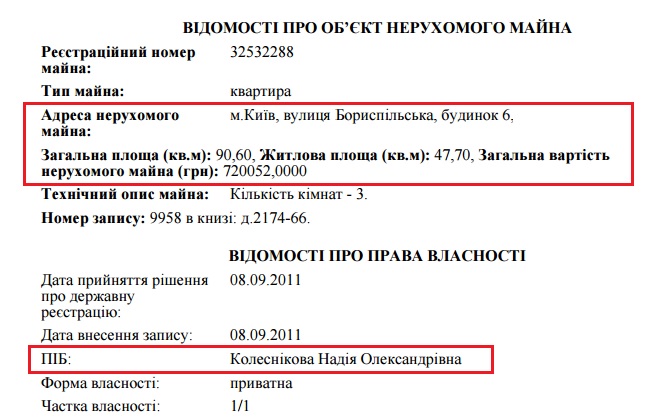 ВІДОМОСТІ ПРО ОБ’ЄКТ НЕРУХОМОГО МАЙНА
Реєстраційний номер майна: 32532288
Тип майна: квартира
Адреса нерухомого майна: м.Київ, вулиця Бориспільська, будинок 6,
Загальна площа (кв.м): 90,60, Житлова площа (кв.м): 47,70, Загальна вартість
нерухомого майна (грн): 720052,0000
Технічний опис майна: Кількість кімнат - 3.
Номер запису: 9958 в книзі: д.2174-66.
ВІДОМОСТІ ПРО ПРАВА ВЛАСНОСТІ
Дата прийняття рішення про державну реєстрацію: 08.09.2011
Дата внесення запису: 08.09.2011
ПІБ: Колеснікова Надія Олександрівна
Форма власності: приватна
Частка власності: 1/1